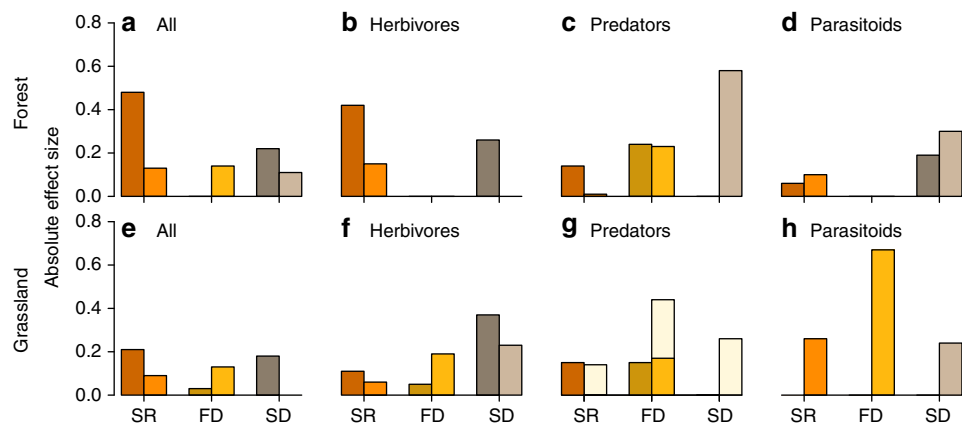 a All
b Herbivores
c Predators
d Parasitoids
0.8
0.6
0.4
0.2
0.0
Forest
Absolute effect size
e All
f Herbivores
g Predators
h Parasitoids
0.8
0.6
0.4
0.2
0.0
Grassland
SR FD SD
SR FD SD
SR FD SD
SR FD SD